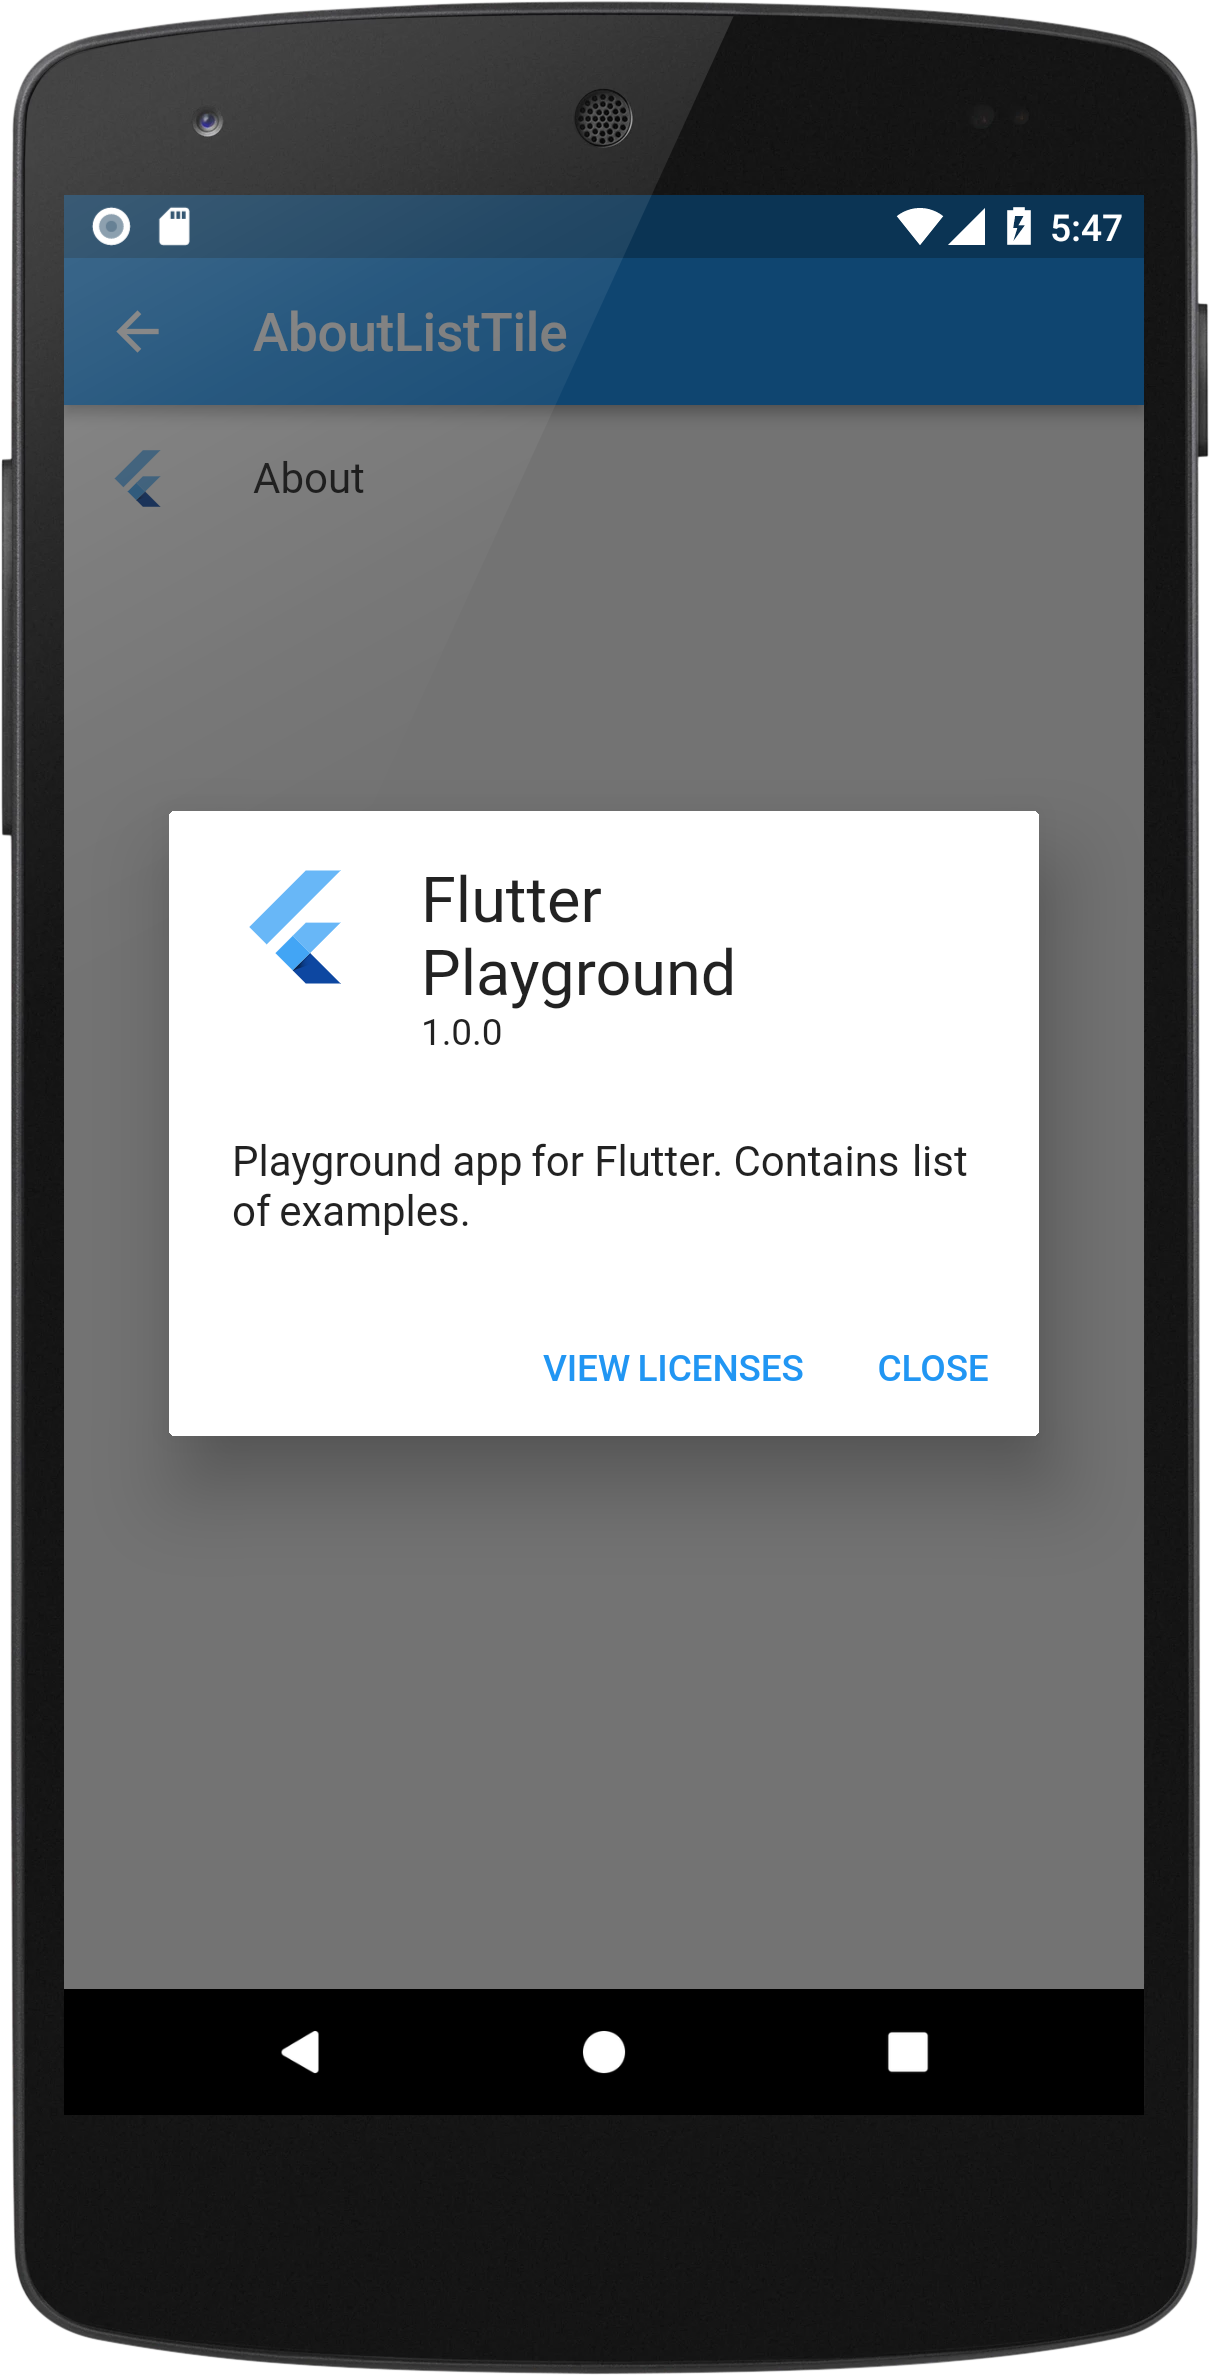 5:47
AboutListTile
About
Flutter
Playground
1.0.0
Playground app for Flutter. Contains list
of examples.
VIEW LICENSES CLOSE